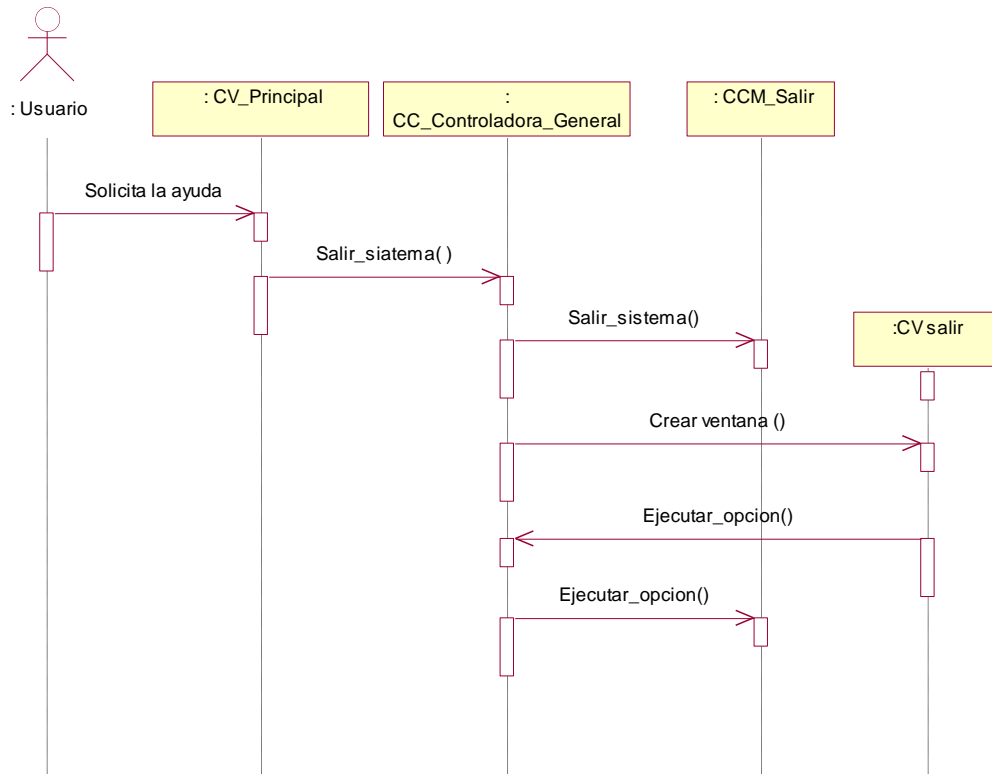 : Usuario
: CV_Principal
:
CC_Controladora_General
: CCM_Salir
Solicita la ayuda
Salir_siatema( )
Salir_sistema()
:CV salir
Crear ventana ()
Ejecutar_opcion()
Ejecutar_opcion()